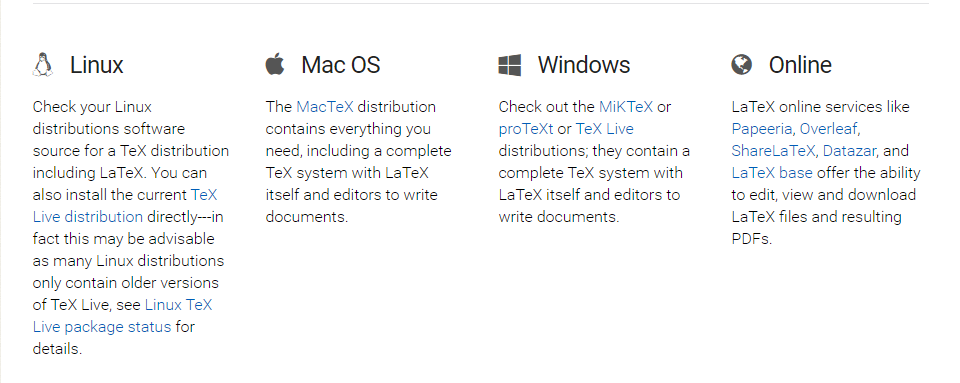 Linux
Check your Linux
distributions software
source for a TeX distribution
including LaTeX. You can
also install the current TeX
Live distribution directly---in
fact this may be advisable
as many Linux distributions
only contain older versions
of TeX Live, see Linux TeX
Live package status for
details.
Mac OS
The MacTeX distribution
contains everything you
need, including a complete
TeX system with LaTeX
itself and editors to write
documents.
Windows
Check out the MiKTeX or
proTeXt or TeX Live
distributions; they contain a
complete TeX system with
LaTeX itself and editors to
write documents.
Online
LaTeX online services like
Papeeria, Overleaf,
ShareLaTeX, Datazar, and
LaTeX base offer the ability
to edit, view and download
LaTeX files and resulting
PDFs.